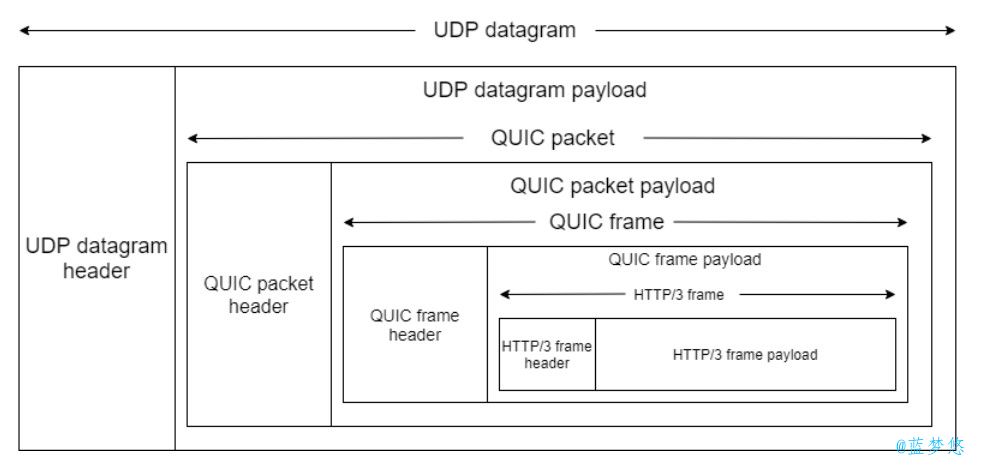 UDP datagram
UDP datagram payload
QUIC packet
QUIC packet payload
QUIC frame
UDP datagram
header
QUIC packet
header
QUIC frame
header
QUIC frame payload
HTTP/3 frame
HTTP/3 frame
header
HTTP/3 frame payload
@蓝梦悠